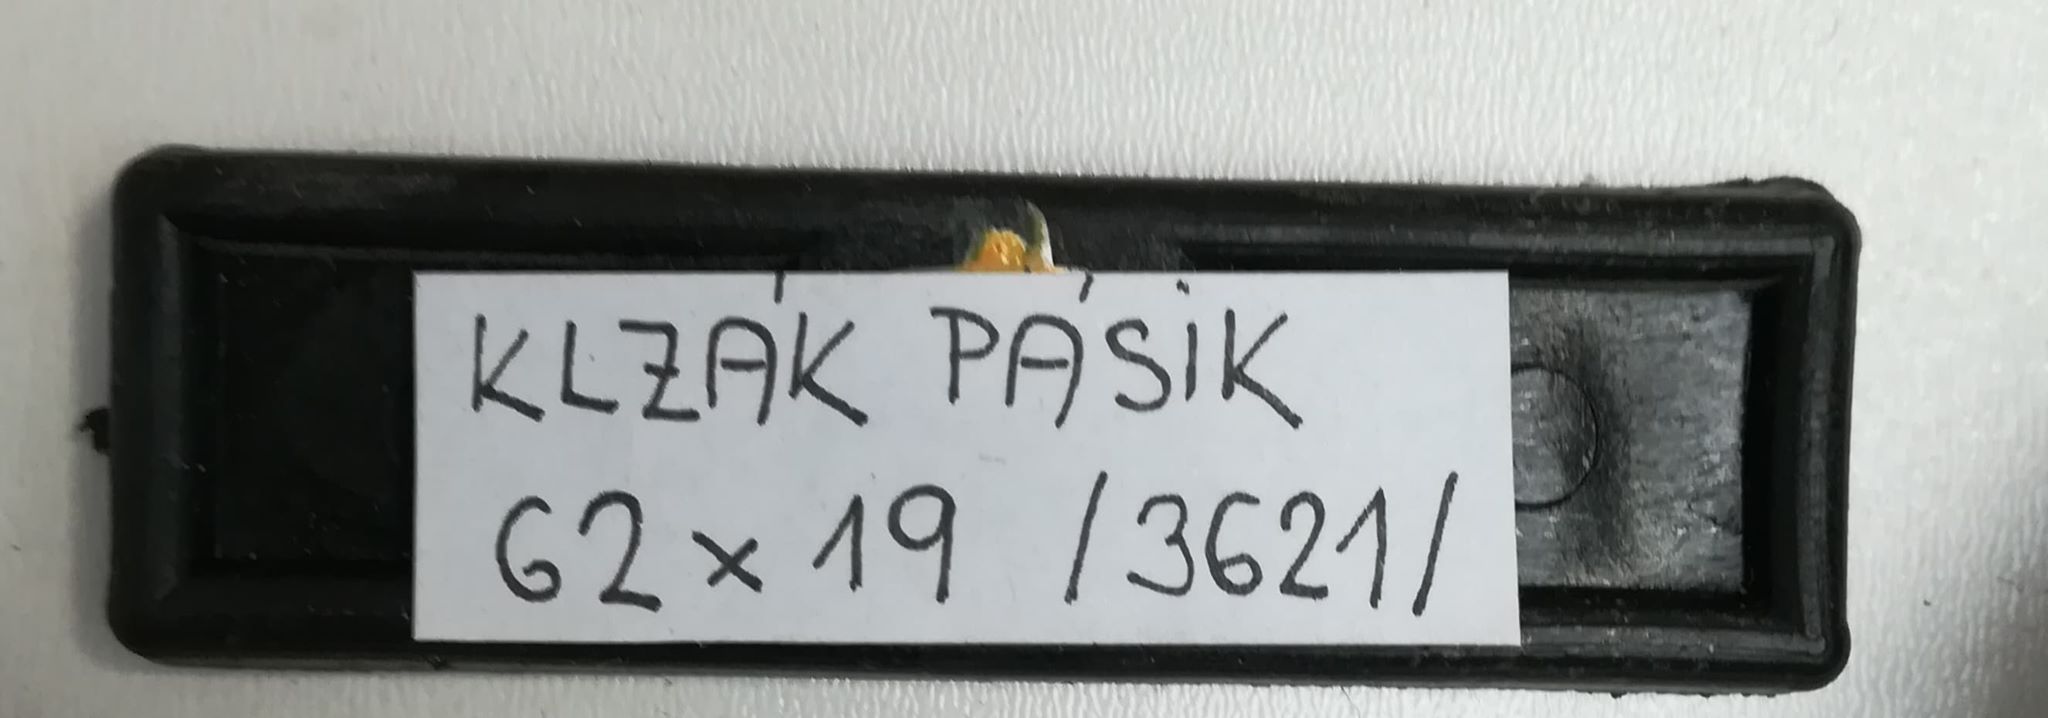 KLZÁK PÁSIK
62 x 19 /3621/